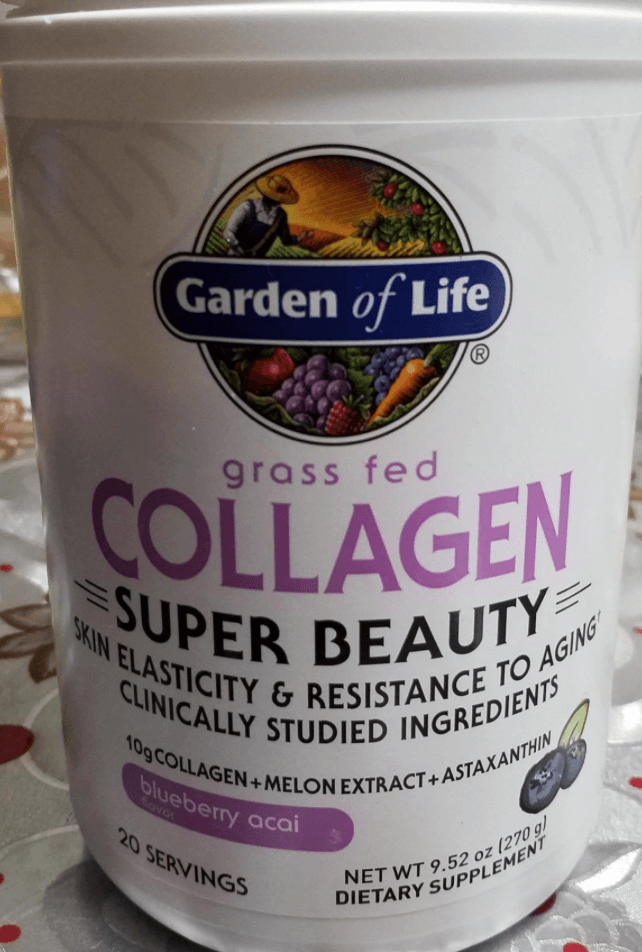 Garden of Life
®
grass fed
COLLAGEN
SUPER BEAUTY
SKIN ELASTICITY & RESISTANCE TO AGING†
CLINICALLY STUDIED INGREDIENTS
10g COLLAGEN + MELON EXTRACT + ASTAXANTHIN
blueberry acai
flavor
20 SERVINGS
NET WT 9.52 oz (270 g)
DIETARY SUPPLEMENT